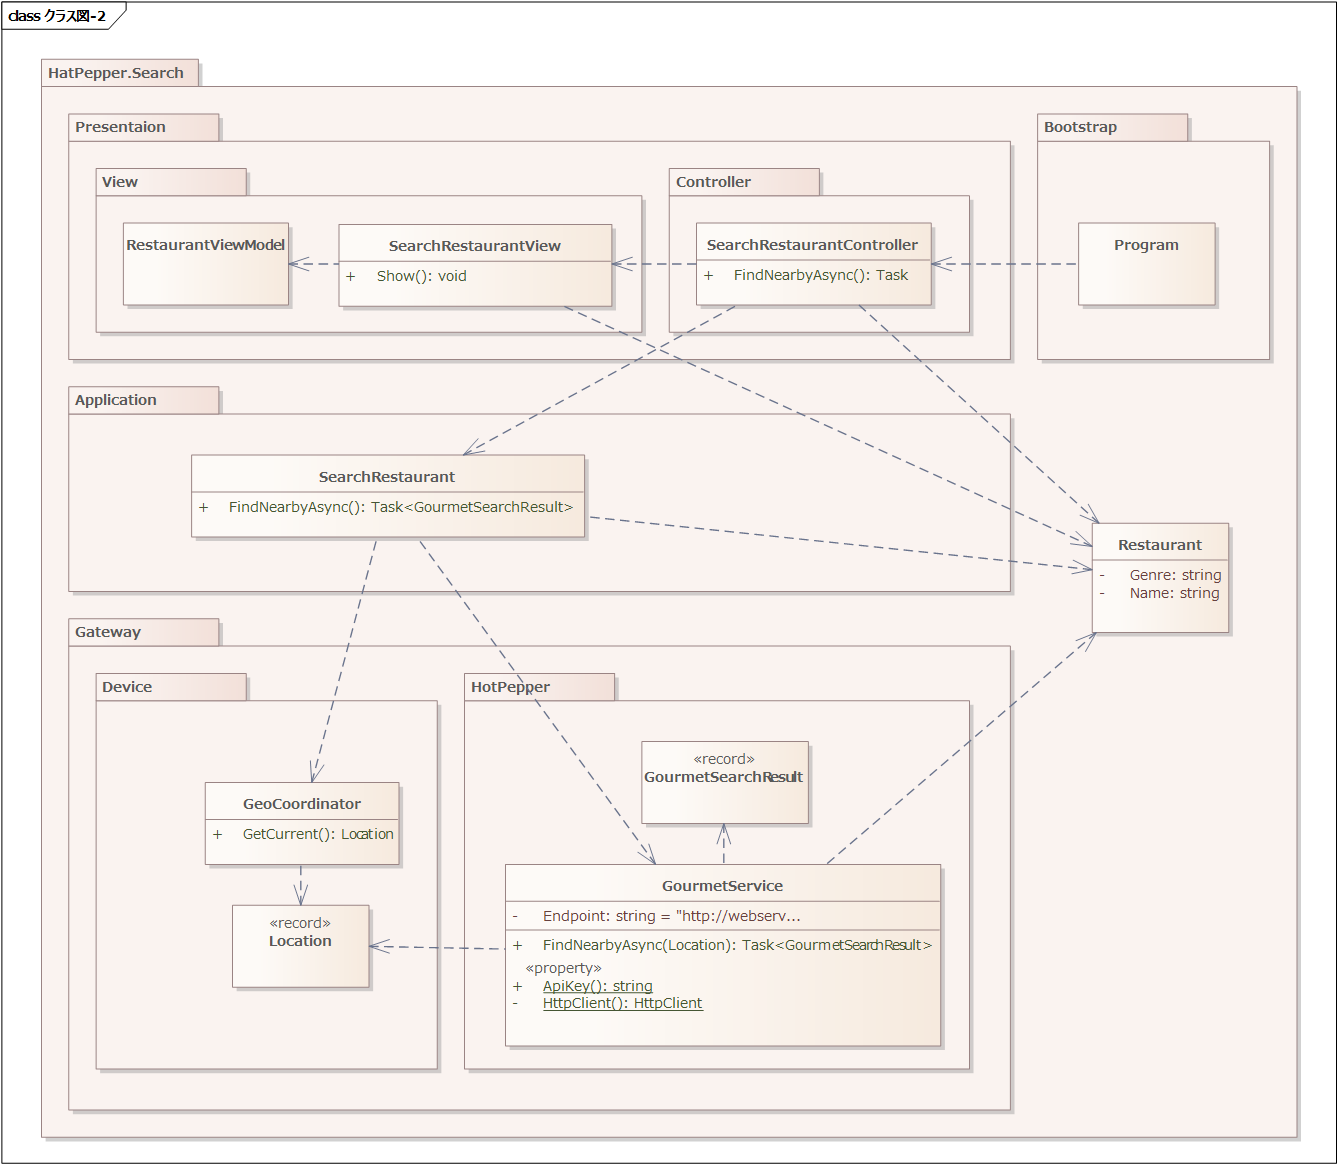 class クラス図-2
HatPepper.Search
Presentaion
Bootstrap
View
Controller
RestaurantViewModel
SearchRestaurantView
+ Show(): void
SearchRestaurantController
+ FindNearbyAsync(): Task
Program
Application
SearchRestaurant
+ FindNearbyAsync(): Task<GourmetSearchResult>
Restaurant
- Genre: string
- Name: string
Gateway
Device
HotPepper
«record»
GourmetSearchResult
GeoCoordinator
+ GetCurrent(): Location
«record»
Location
GourmetService
- Endpoint: string = "http://webserv...
+ FindNearbyAsync(Location): Task<GourmetSearchResult>
«property»
+ ApiKey(): string
- HttpClient(): HttpClient